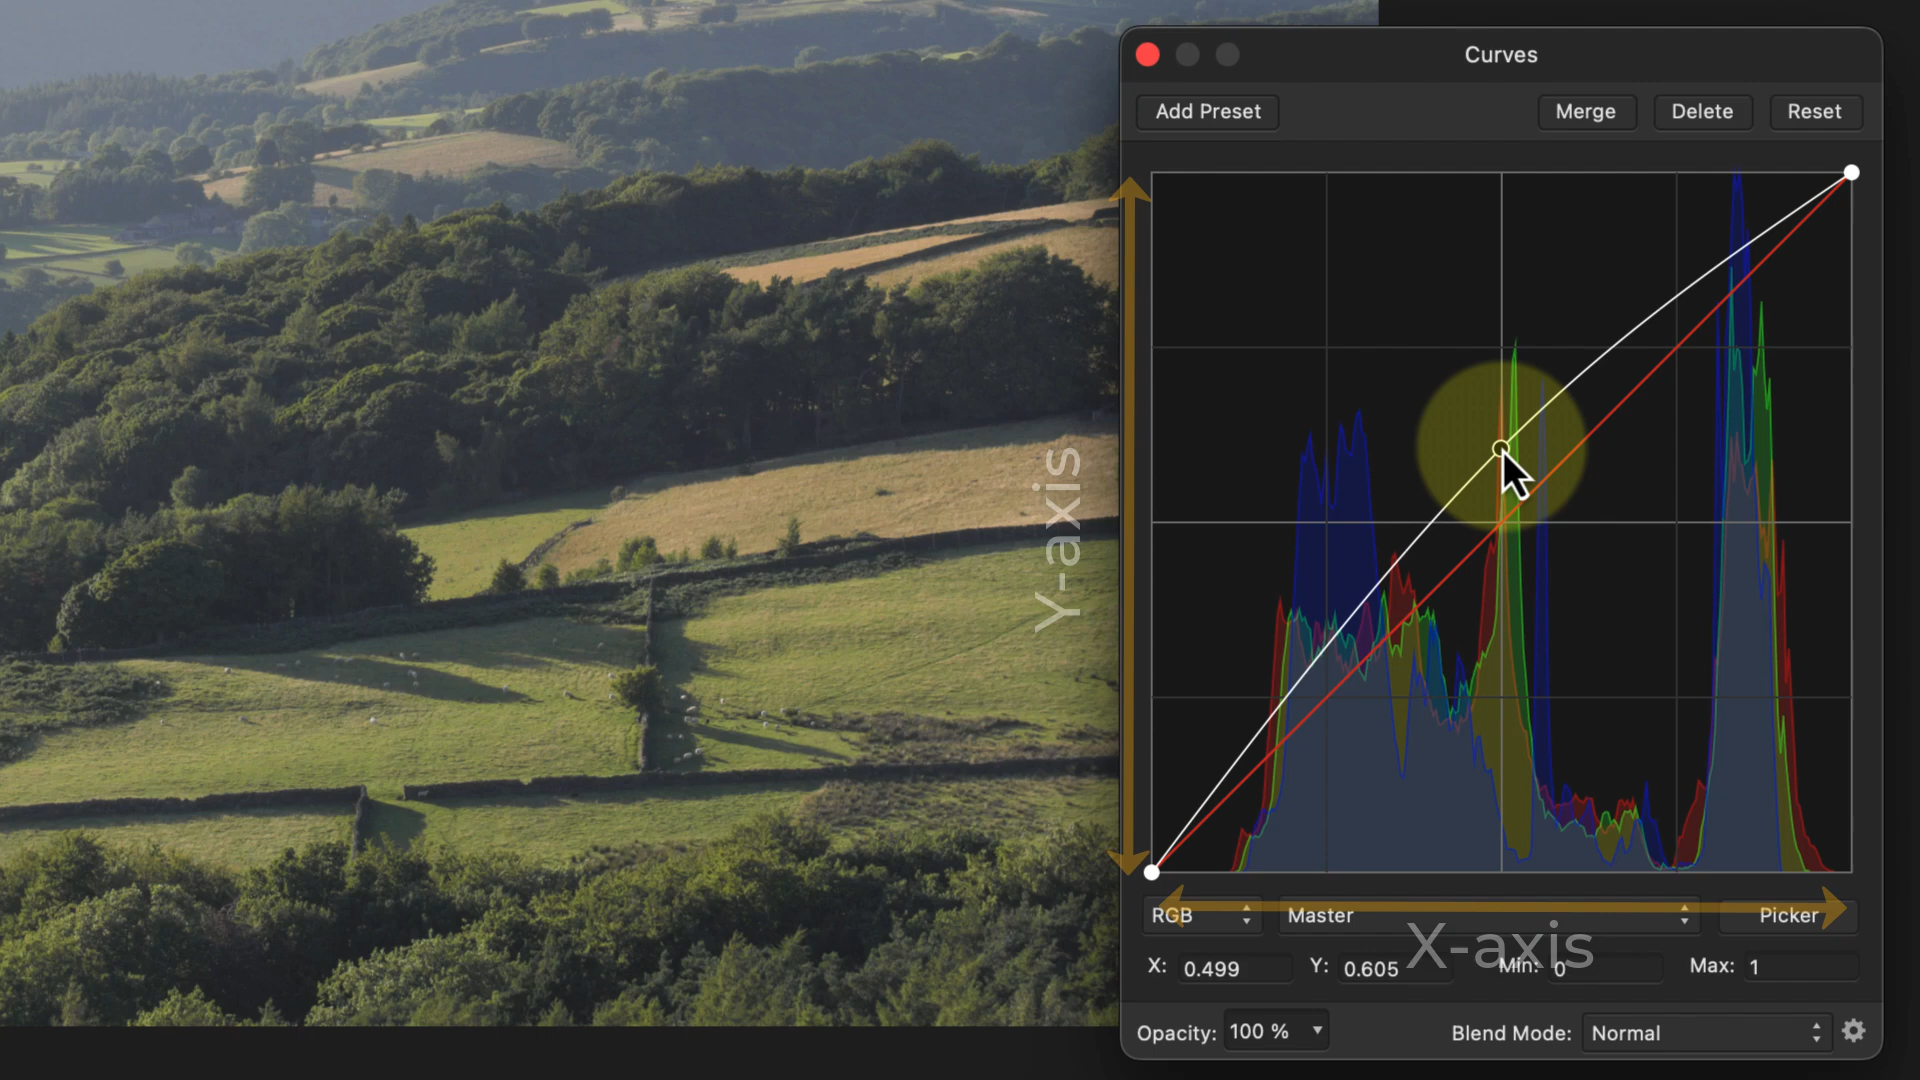 Curves
Add Preset Merge Delete Reset
Y-axis
RGB Master Picker
X-axis
X: 0.499 Y: 0.605 Min: 0 Max: 1
Opacity: 100 % Blend Mode: Normal